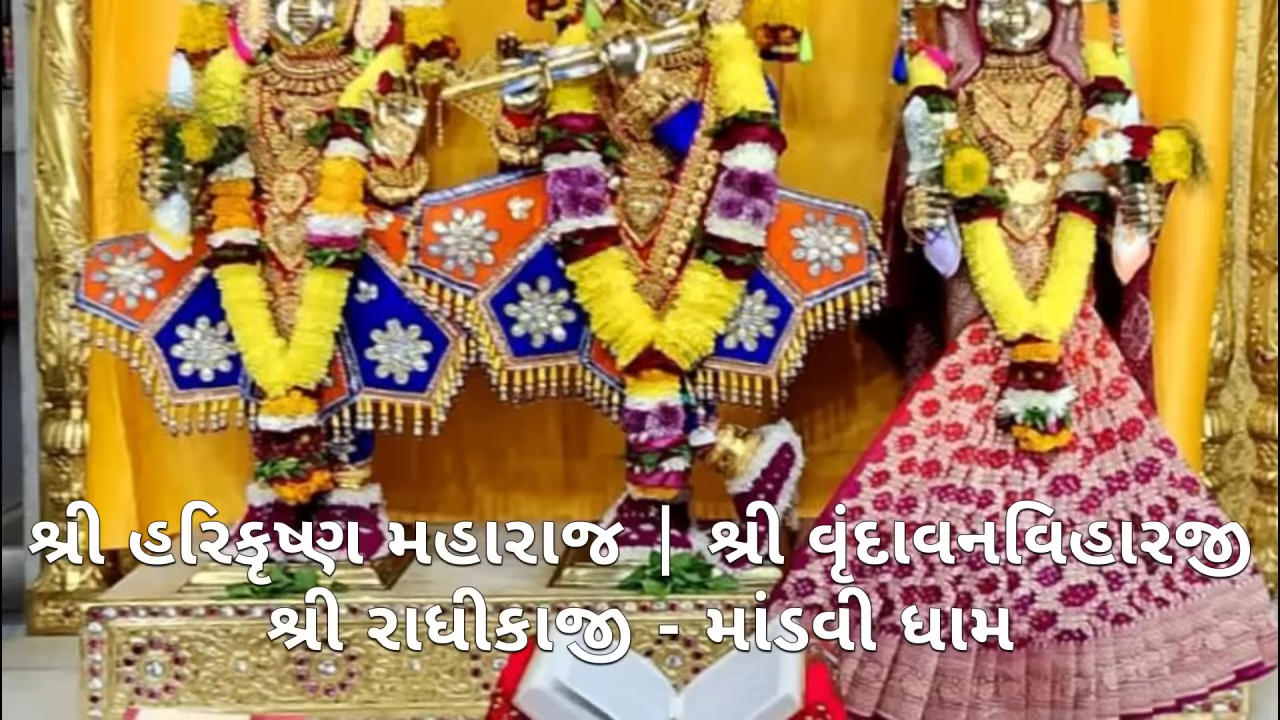 શ્રી હરિકૃષ્ણ મહારાજ | શ્રી વૃંદાવનવિહારજી
શ્રી રાધીકાજી - માંડવી ધામ